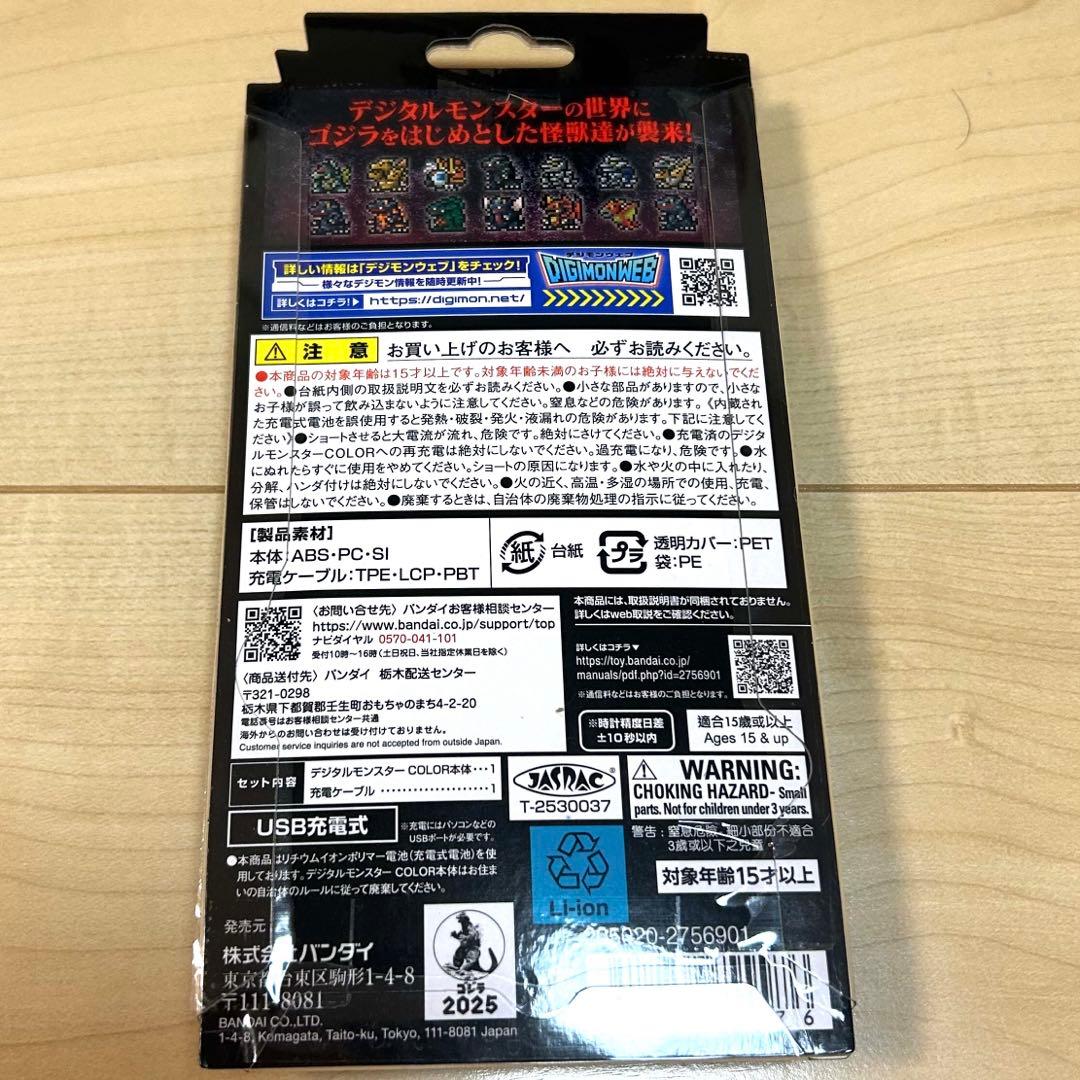 デジタルモンスターの世界に
ゴジラをはじめとした怪獣達が襲来!
詳しい情報は「デジモンウェブ」をチェック!
様々なデジモン情報を随時更新中!
詳しくはコチラ!▶ https://digimon.net/
デジモンウェブ
DIGIMONWEB
※通信料などはお客様のご負担となります。
⚠ 注意 お買い上げのお客様へ 必ずお読みください。
●本商品の対象年齢は15才以上です。対象年齢未満のお子様には絶対に与えないでくだ
さい。●台紙内側の取扱説明文を必ずお読みください。●小さな部品がありますので、小さな
お子様が誤って飲み込まないように注意してください。窒息などの危険があります。《内蔵され
た充電式電池を誤使用すると発熱・破裂・発火・液漏れの危険があります。下記に注意してく
ださい》●ショートさせると大電流が流れ、危険です。絶対にさけてください。●充電済のデジタ
ルモンスターCOLORへの再充電は絶対にしないでください。過充電になり、危険です。●水
にぬれたらすぐに使用をやめてください。ショートの原因になります。●水や火の中に入れたり、
分解、ハンダ付けは絶対にしないでください。●火の近く、高温・多湿の場所での使用、充電、
保管はしないでください。●廃棄するときは、自治体の廃棄物処理の指示に従ってください。
[製品素材]
本体:ABS・PC・SI
充電ケーブル:TPE・LCP・PBT
紙 台紙
プラ 透明カバー:PET
袋:PE
〈お問い合せ先〉バンダイお客様相談センター
https://www.bandai.co.jp/support/top
ナビダイヤル 0570-041-101
受付10時〜16時(土日祝日、当社指定休業日を除く)
〈商品送付先〉バンダイ 栃木配送センター
〒321-0298
栃木県下都賀郡壬生町おもちゃのまち4-2-20
電話番号はお客様相談センター共通
海外からのお問い合わせは受け付けておりません。
Customer service inquiries are not accepted from outside Japan.
本商品には、取扱説明書が同梱されておりません。
詳しくはweb取説をご確認ください。
詳しくはコチラ▼
https://toy.bandai.co.jp/
manuals/pdf.php?id=2756901
※通信料などはお客様のご負担となります。
※時計精度日差
±10秒以内
適合15歲或以上
Ages 15 & up
セット内容
デジタルモンスター COLOR本体・・・1
充電ケーブル・・・・・・・・・・・・・・・・・・・・1
USB充電式
※充電にはパソコンなどの
USBポートが必要です。
●本商品はリチウムイオンポリマー電池(充電式電池)を使
用しております。デジタルモンスター COLOR本体はお住ま
いの自治体のルールに従って廃棄してください。
JASRAC
T-2530037
⚠ WARNING:
CHOKING HAZARD- Small
parts. Not for children under 3 years.
警告:窒息危險、細小部份不適合
3歲或以下之兒童。
対象年齢15才以上
Li-ion
発売元
株式会社バンダイ
東京都台東区駒形1-4-8
〒111-8081
BANDAI CO.,LTD.
1-4-8, Komagata, Taito-ku, Tokyo, 111-8081 Japan
ゴジラ
2025
2756901
6